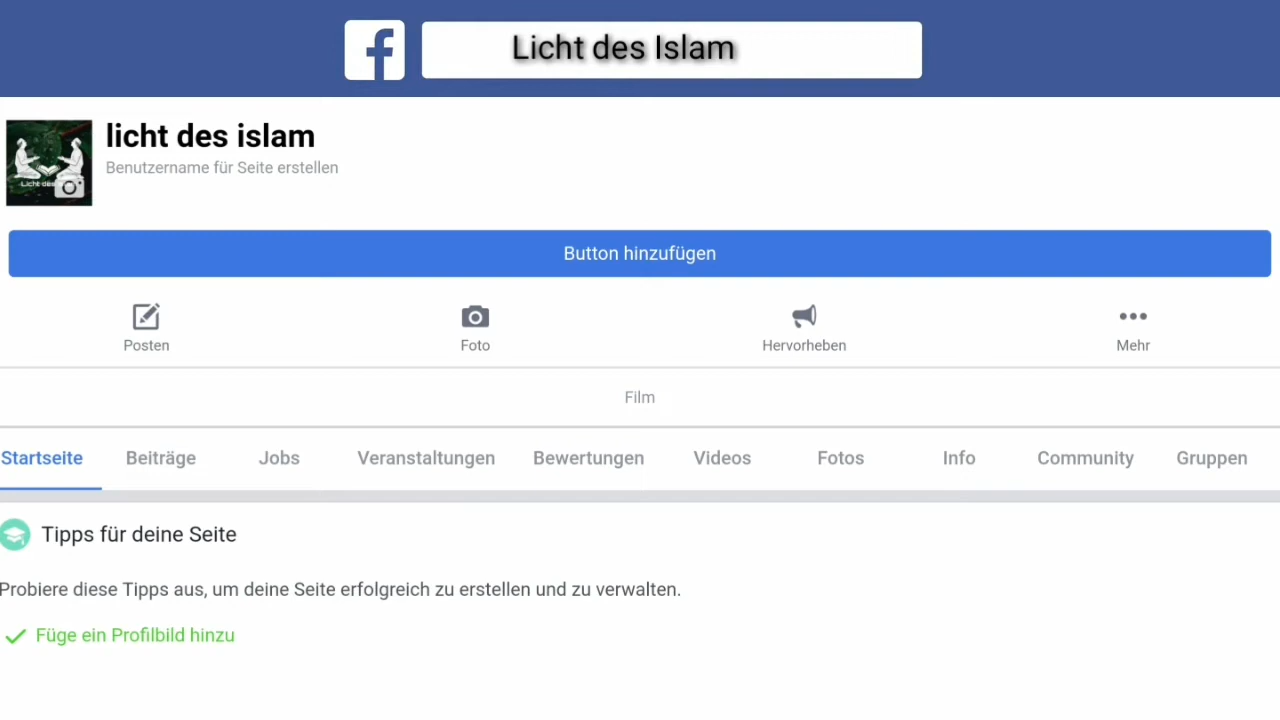 Licht des Islam
licht des islam
Benutzername für Seite erstellen
Licht des
Button hinzufügen
Posten
Foto
Hervorheben
Mehr
Film
Startseite Beiträge Jobs Veranstaltungen Bewertungen Videos Fotos Info Community Gruppen
Tipps für deine Seite
Probiere diese Tipps aus, um deine Seite erfolgreich zu erstellen und zu verwalten.
Füge ein Profilbild hinzu